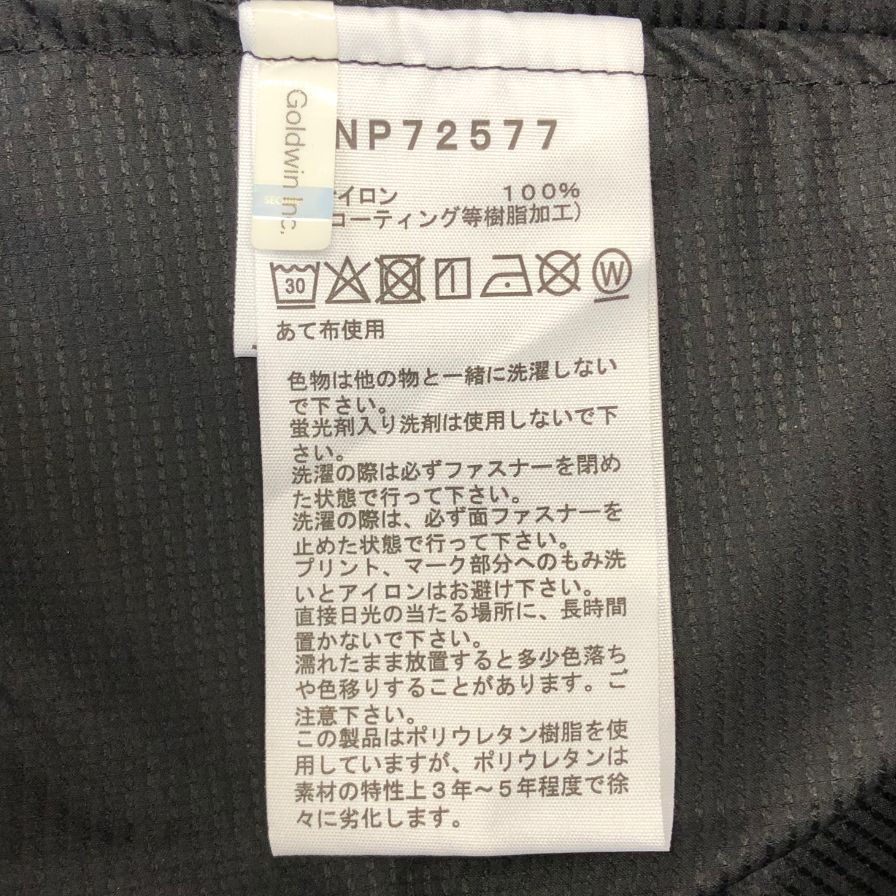 Goldwin Inc.
SEC
NP72577
イロン 100%
コーティング等樹脂加工)
30
W
あて布使用
色物は他の物と一緒に洗濯しない
で下さい。
蛍光剤入り洗剤は使用しないで下
さい。
洗濯の際は必ずファスナーを閉め
た状態で行って下さい。
洗濯の際は、必ず面ファスナーを
止めた状態で行って下さい。
プリント、マーク部分へのもみ洗
いとアイロンはお避け下さい。
直接日光の当たる場所に、長時間
置かないで下さい。
濡れたまま放置すると多少色落ち
や色移りすることがあります。ご
注意下さい。
この製品はポリウレタン樹脂を使
用していますが、ポリウレタンは
素材の特性上3年～5年程度で徐
々に劣化します。